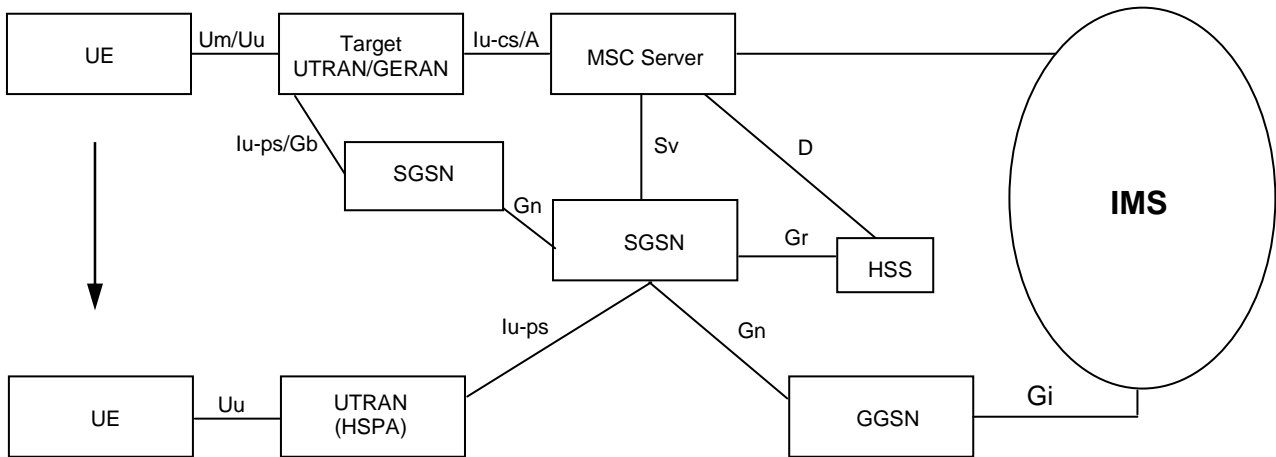 UE
Um/Uu
Target
UTRAN/GERAN
Iu-cs/A
MSC Server
Iu-ps/Gb
SGSN
Gn
Sv
D
IMS
SGSN
Gr
HSS
Iu-ps
Gn
UE
Uu
UTRAN
(HSPA)
GGSN
Gi